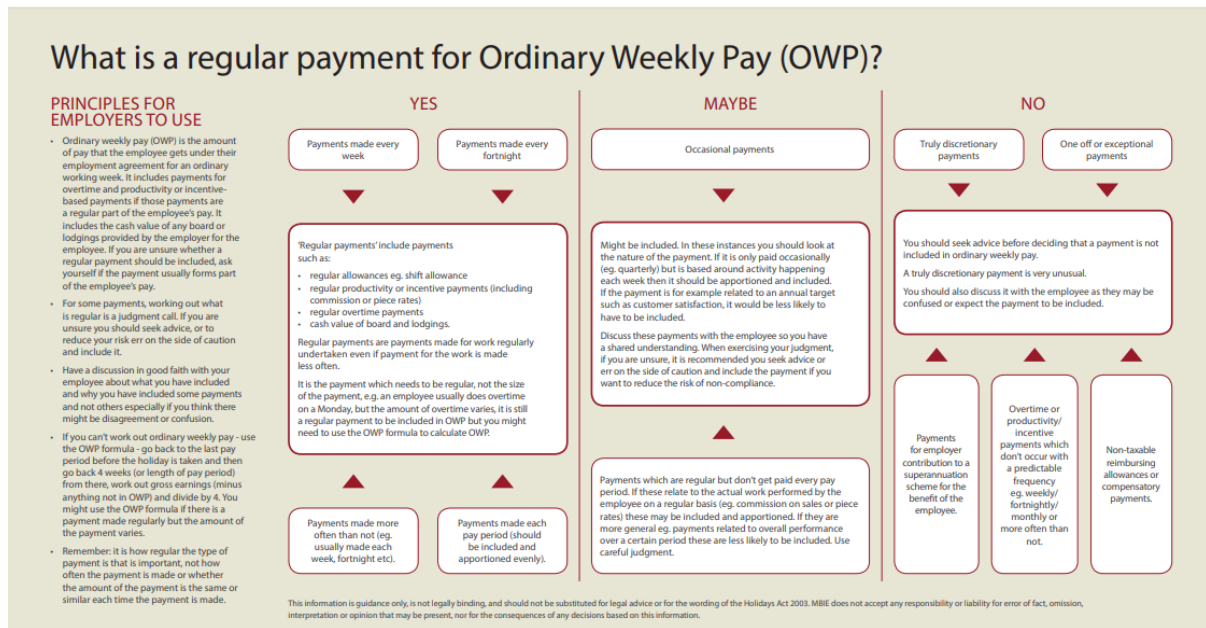 What is a regular payment for Ordinary Weekly Pay (OWP)?
PRINCIPLES FOR
EMPLOYERS TO USE
• Ordinary weekly pay (OWP) is the amount
of pay that the employee gets under their
employment agreement for an ordinary
working week. It includes payments for
overtime and productivity or incentive-
based payments if those payments are
a regular part of the employee's pay. It
includes the cash value of any board or
lodgings provided by the employer for the
employee. If you are unsure whether a
regular payment should be included, ask
yourself if the payment usually forms part
of the employee's pay.
• For some payments, working out what
is regular is a judgment call. If you are
unsure you should seek advice, or to
reduce your risk err on the side of caution
and include it.
• Have a discussion in good faith with your
employee about what you have included
and why you have included some payments
and not others especially if you think there
might be disagreement or confusion.
• If you can't work out ordinary weekly pay - use
the OWP formula - go back to the last pay
period before the holiday is taken and then
go back 4 weeks (or length of pay period)
from there, work out gross earnings (minus
anything not in OWP) and divide by 4. You
might use the OWP formula if there is a
payment made regularly but the amount of
the payment varies.
• Remember: it is how regular the type of
payment is that is important, not how
often the payment is made or whether
the amount of the payment is the same or
similar each time the payment is made.
YES
Payments made every
week
Payments made every
fortnight
'Regular payments' include payments
such as:
• regular allowances eg. shift allowance
• regular productivity or incentive payments (including
commission or piece rates)
• regular overtime payments
• cash value of board and lodgings.
Regular payments are payments made for work regularly
undertaken even if payment for the work is made
less often.
It is the payment which needs to be regular, not the size
of the payment, e.g. an employee usually does overtime
on a Monday, but the amount of overtime varies, it is still
a regular payment to be included in OWP but you might
need to use the OWP formula to calculate OWP.
Payments made more
often than not (eg.
usually made each
week, fortnight etc).
Payments made each
pay period (should
be included and
apportioned evenly).
MAYBE
Occasional payments
Might be included. In these instances you should look at
the nature of the payment. If it is only paid occasionally
(eg. quarterly) but is based around activity happening
each week then it should be apportioned and included.
If the payment is for example related to an annual target
such as customer satisfaction, it would be less likely to
have to be included.
Discuss these payments with the employee so you have
a shared understanding. When exercising your judgment,
if you are unsure, it is recommended you seek advice or
err on the side of caution and include the payment if you
want to reduce the risk of non-compliance.
Payments which are regular but don't get paid every pay
period. If these relate to the actual work performed by the
employee on a regular basis (eg. commission on sales or piece
rates) these may be included and apportioned. If they are
more general eg. payments related to overall performance
over a certain period these are less likely to be included. Use
careful judgment.
NO
Truly discretionary
payments
One off or exceptional
payments
You should seek advice before deciding that a payment is not
included in ordinary weekly pay.
A truly discretionary payment is very unusual.
You should also discuss it with the employee as they may be
confused or expect the payment to be included.
Payments
for employer
contribution to a
superannuation
scheme for the
benefit of the
employee.
Overtime or
productivity/
incentive
payments which
don't occur with
a predictable
frequency
eg. weekly/
fortnightly/
monthly or
more often than
not.
Non-taxable
reimbursing
allowances or
compensatory
payments.
This information is guidance only, is not legally binding, and should not be substituted for legal advice or for the wording of the Holidays Act 2003. MBIE does not accept any responsibility or liability for error of fact, omission,
interpretation or opinion that may be present, nor for the consequences of any decisions based on this information.